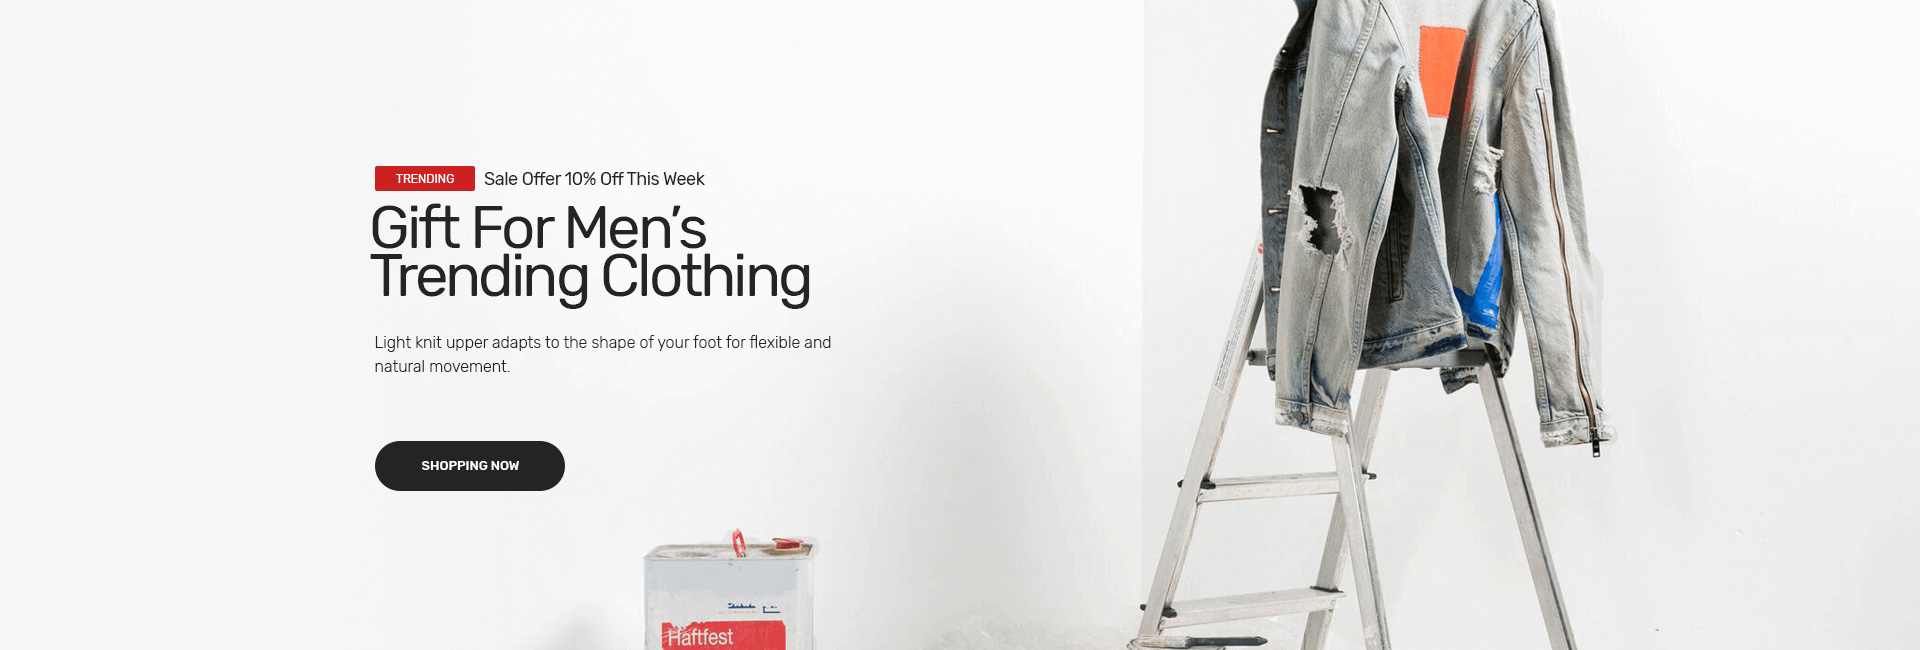 TRENDING Sale Offer 10% Off This Week
Gift For Men’s
Trending Clothing
Light knit upper adapts to the shape of your foot for flexible and
natural movement.
SHOPPING NOW
Haftfest